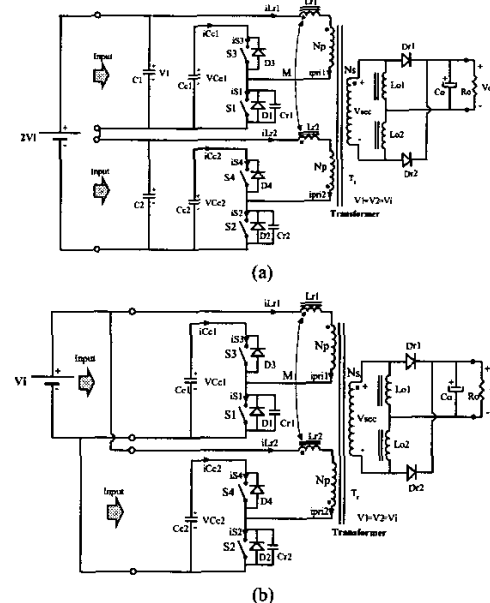 iLr1
Lr1
iCc1
iS3
S3
D3
Np
Dr1
Input
C1
V1
Cc1
VCc1
M
ipri1
Ns
Lo1
Co
Ro
iS1
S1
D1
Cr1
Vsec
2Vi
iLr2
Lr2
Lo2
iCc2
iS4
S4
D4
Np
Dr2
Input
C2
Cc2
VCc2
ipri2
Tr
iS2
S2
D2
Cr2
V1=V2=Vi
Transformer
(a)
iLr1
Lr1
iCc1
iS3
S3
D3
Np
Dr1
Input
Vi
Cc1
VCc1
M
ipri1
Ns
Lo1
Co
Ro
iS1
S1
D1
Cr1
Vsec
iLr2
Lr2
Lo2
iCc2
iS4
S4
D4
Np
Dr2
Input
Cc2
VCc2
ipri2
Tr
iS2
S2
D2
Cr2
V1=V2=Vi
Transformer
(b)